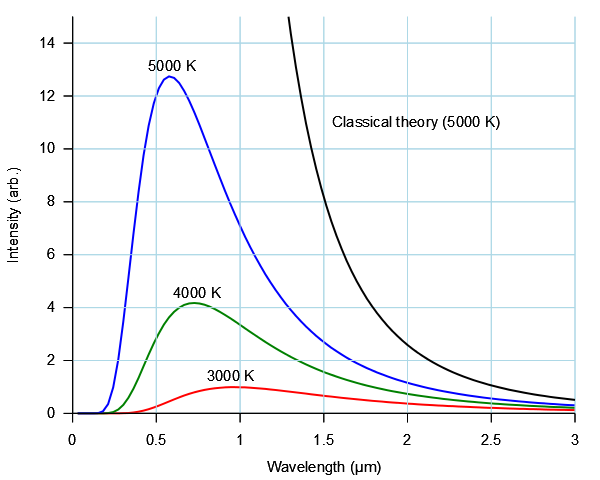 14
12
10
8
6
4
2
0
Intensity (arb.)
5000 K
Classical theory (5000 K)
4000 K
3000 K
0 0.5 1 1.5 2 2.5 3
Wavelength (μm)